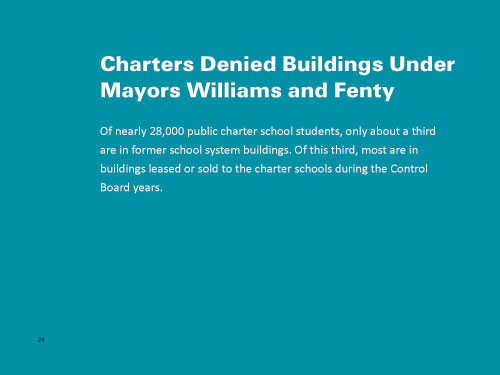 Charters Denied Buildings Under
Mayors Williams and Fenty
Of nearly 28,000 public charter school students, only about a third
are in former school system buildings. Of this third, most are in
buildings leased or sold to the charter schools during the Control
Board years.
24